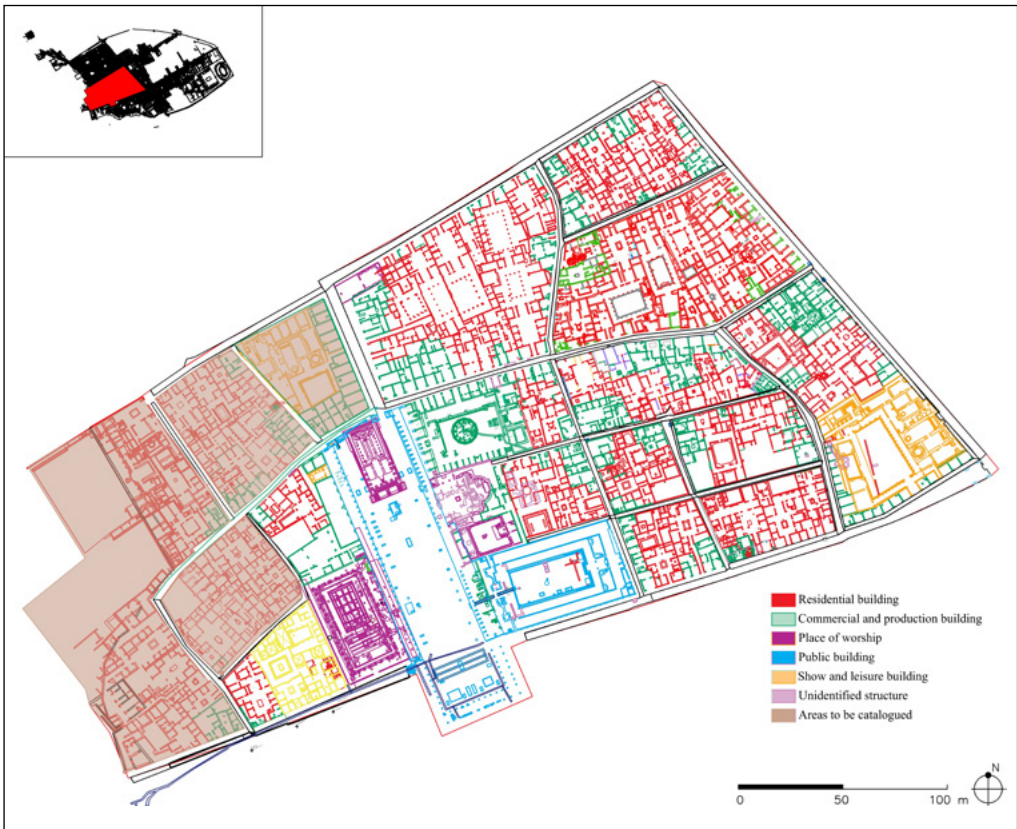 Residential building
Commercial and production building
Place of worship
Public building
Show and leisure building
Unidentified structure
Areas to be catalogued
N
0 50 100 m